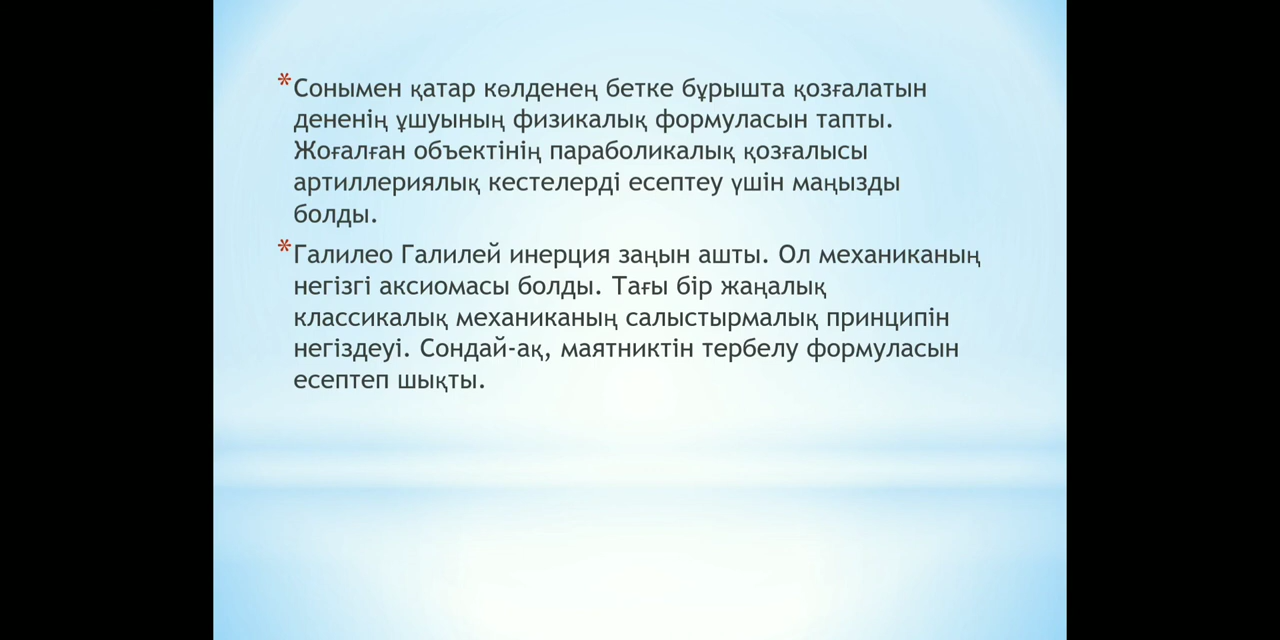 *Сонымен қатар көлденең бетке бұрышта қозғалатын
дененің ұшуының физикалық формуласын тапты.
Жоғалған объектінің параболикалық қозғалысы
артиллериялық кестелерді есептеу үшін маңызды
болды.
*Галилео Галилей инерция заңын ашты. Ол механиканың
негізгі аксиомасы болды. Тағы бір жаңалық
классикалық механиканың салыстырмалық принципін
негіздеуі. Сондай-ақ, маятниктін тербелу формуласын
есептеп шықты.